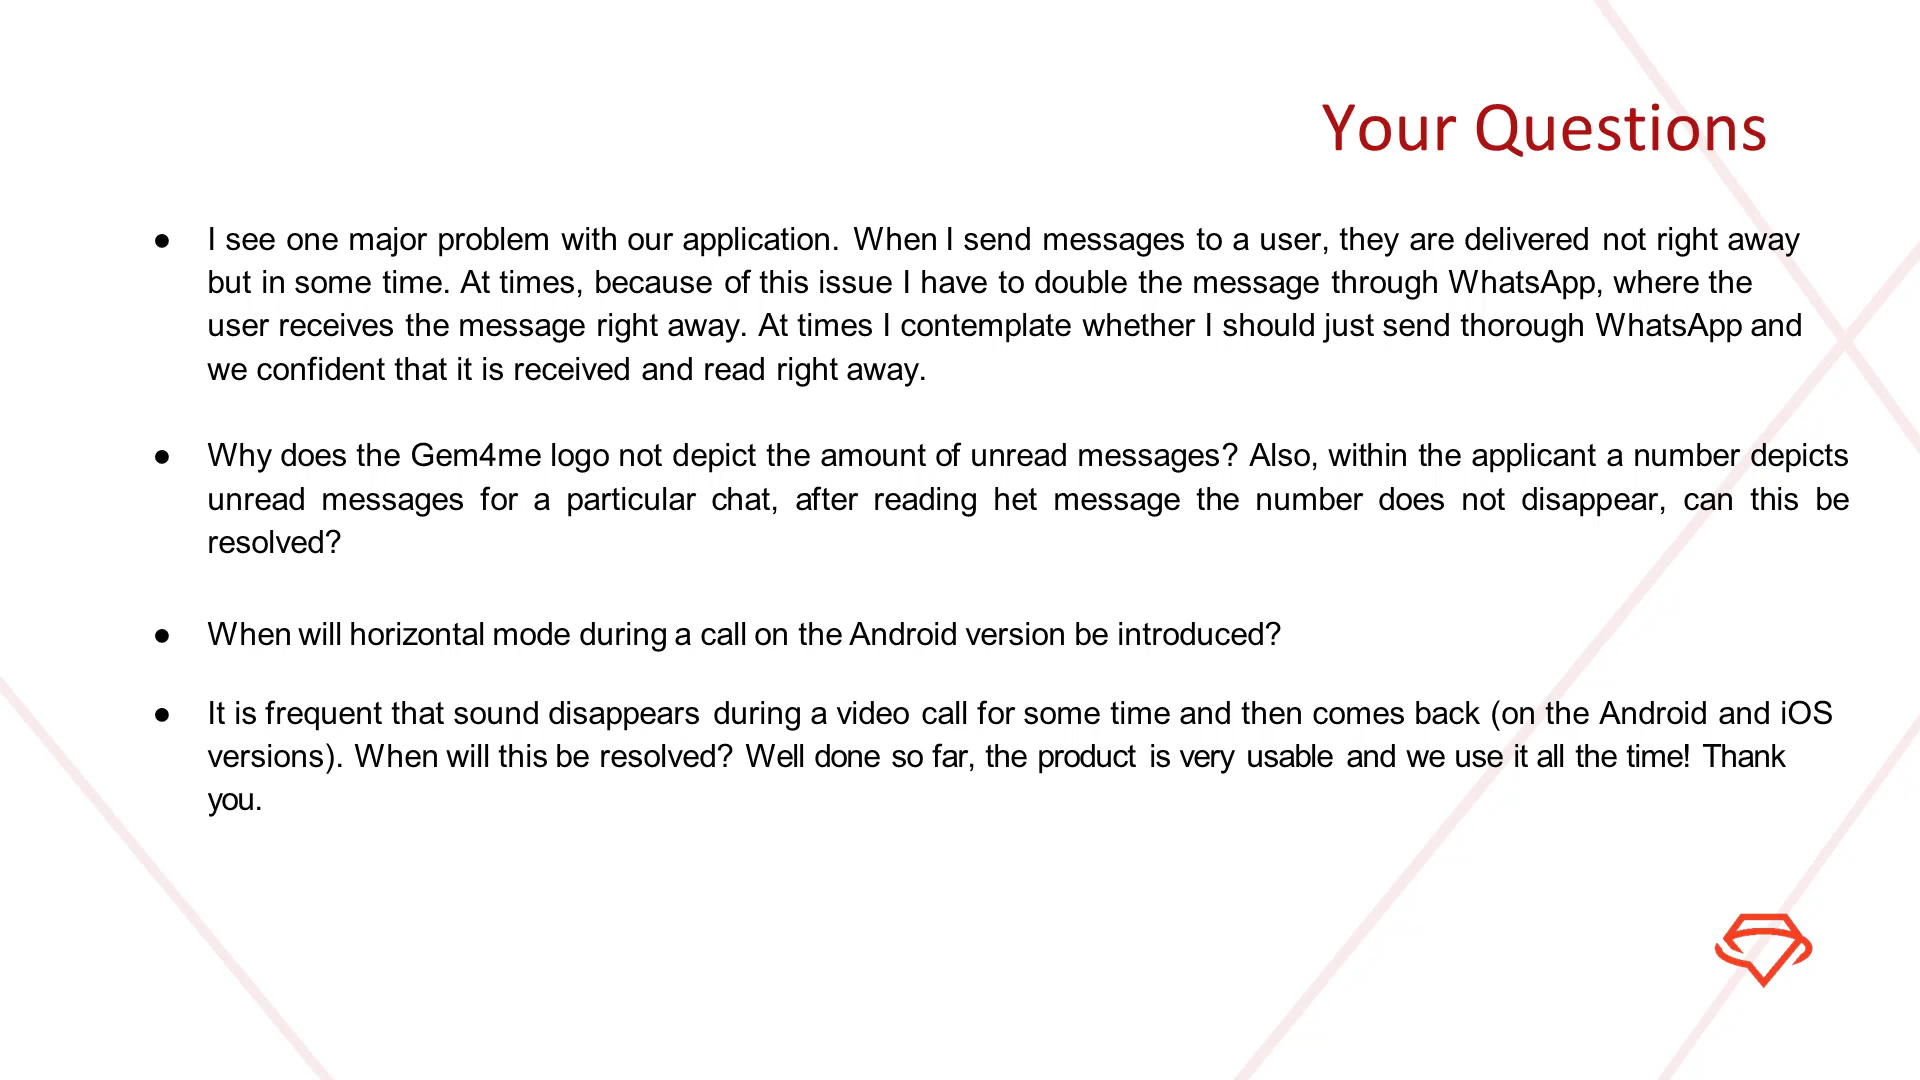 Your Questions
● I see one major problem with our application. When I send messages to a user, they are delivered not right away
but in some time. At times, because of this issue I have to double the message through WhatsApp, where the
user receives the message right away. At times I contemplate whether I should just send thorough WhatsApp and
we confident that it is received and read right away.
● Why does the Gem4me logo not depict the amount of unread messages? Also, within the applicant a number depicts
unread messages for a particular chat, after reading het message the number does not disappear, can this be
resolved?
● When will horizontal mode during a call on the Android version be introduced?
● It is frequent that sound disappears during a video call for some time and then comes back (on the Android and iOS
versions). When will this be resolved? Well done so far, the product is very usable and we use it all the time! Thank
you.